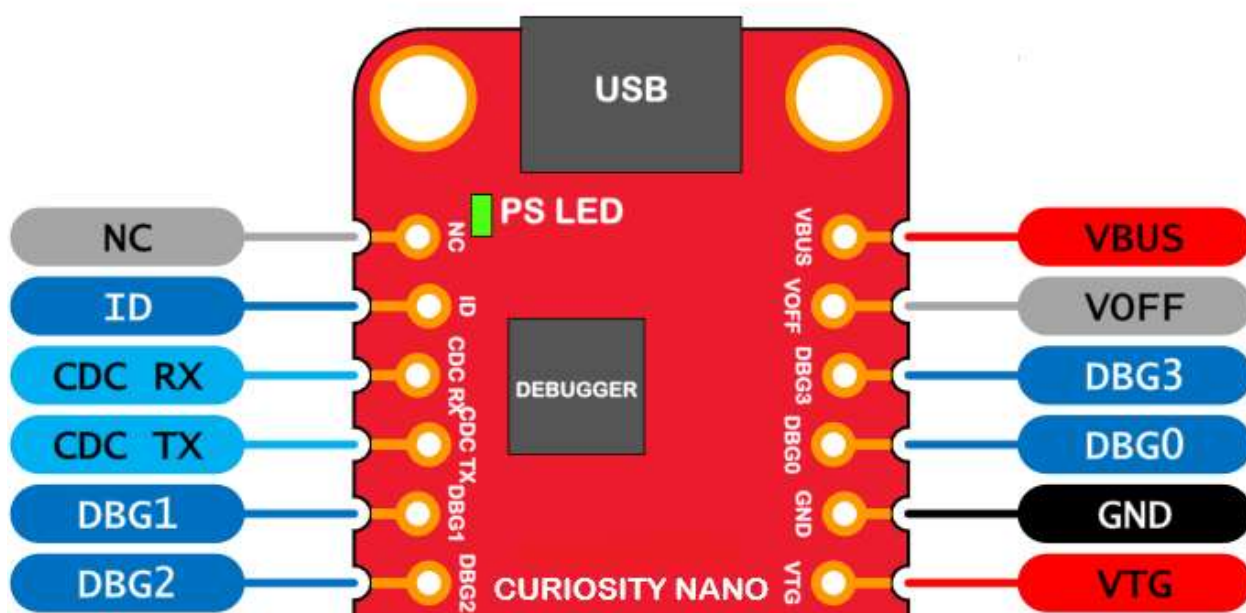 USB
PS LED
NC
NC
VBUS
VBUS
ID
ID
VOFF
VOFF
CDC RX
CDC RX
DEBUGGER
DBG3
DBG3
CDC TX
CDC TX
DBG0
DBG0
DBG1
DBG1
GND
GND
DBG2
DBG2
CURIOSITY NANO
VTG
VTG